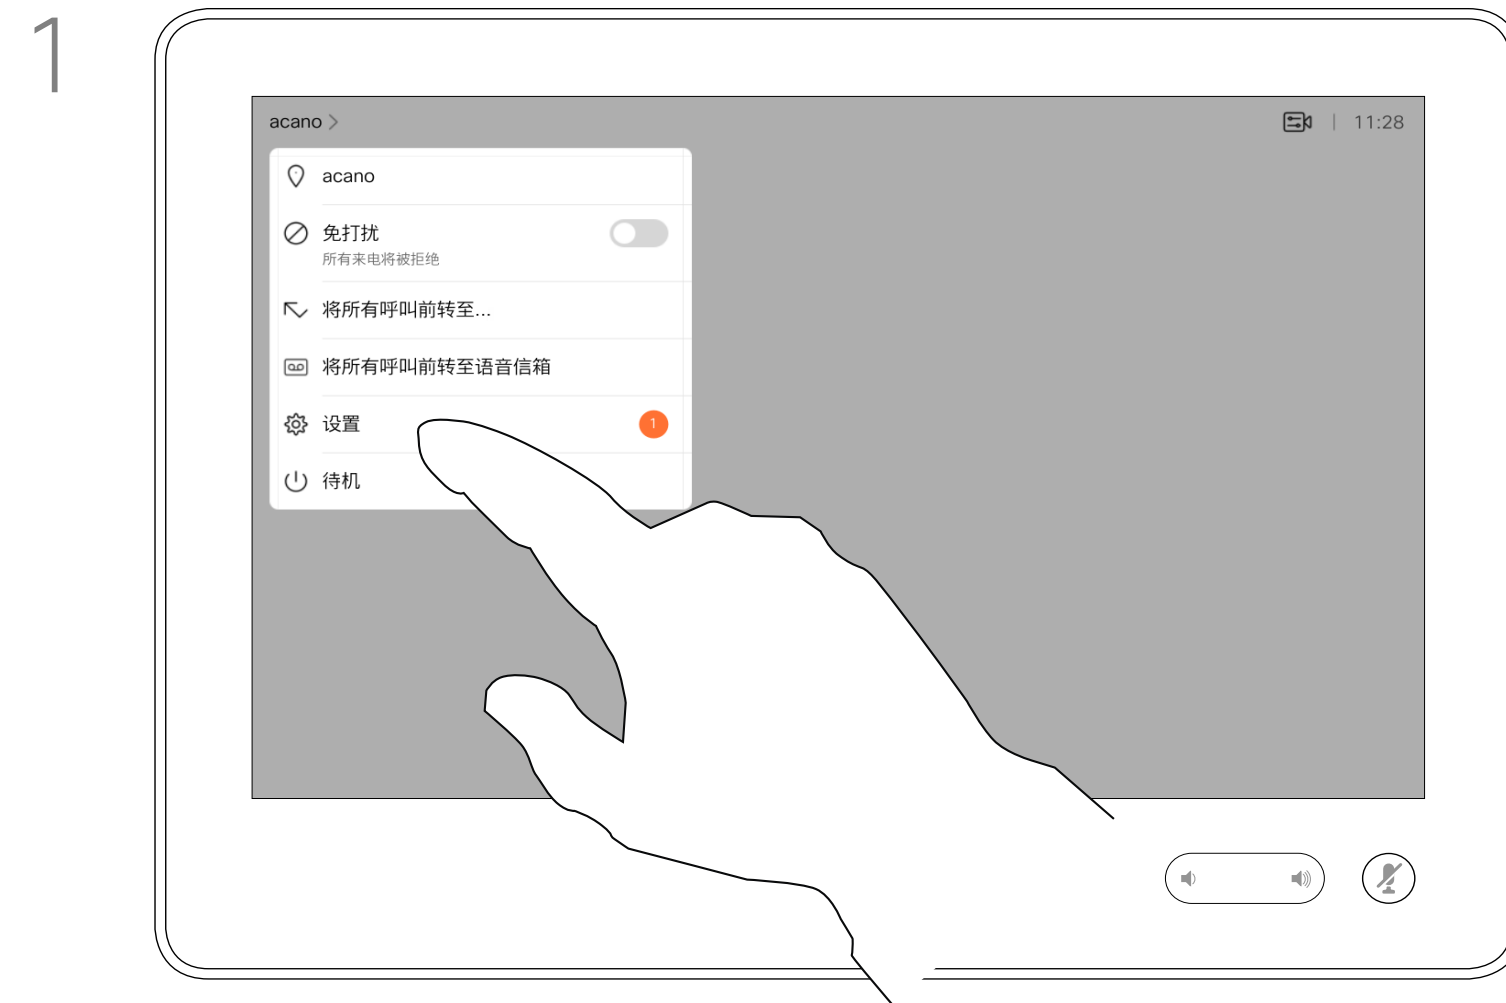 1
acano >
11:28
acano
免打扰
所有来电将被拒绝
将所有呼叫前转至...
将所有呼叫前转至语音信箱
设置
1
待机